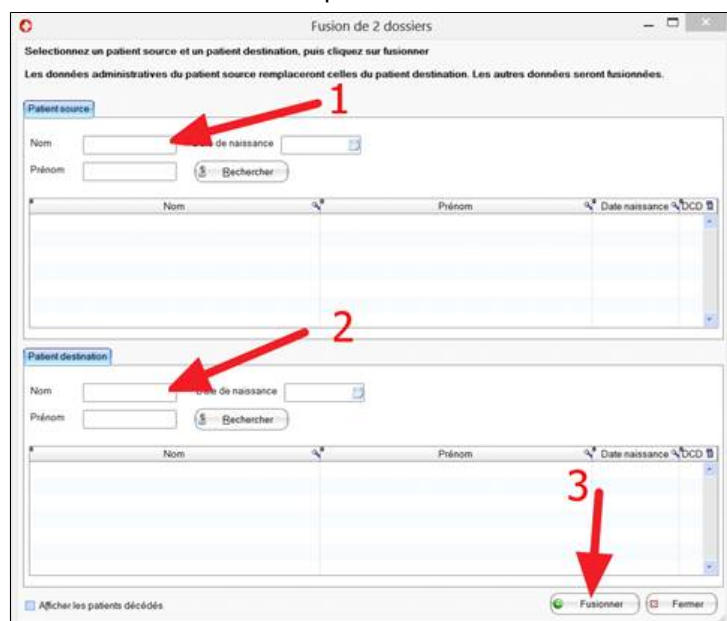 Fusion de 2 dossiers
Selectionnez un patient source et un patient destination, puis cliquez sur fusionner
Les données administratives du patient source remplaceront celles du patient destination. Les autres données seront fusionnées.
1
Patient source
Nom de naissance
Prénom Rechercher
Nom Prénom Date naissance DCD
2
Patient destination
Nom de naissance
Prénom Rechercher
Nom Prénom Date naissance DCD
3
Afficher les patients décédés Fusionner Fermer